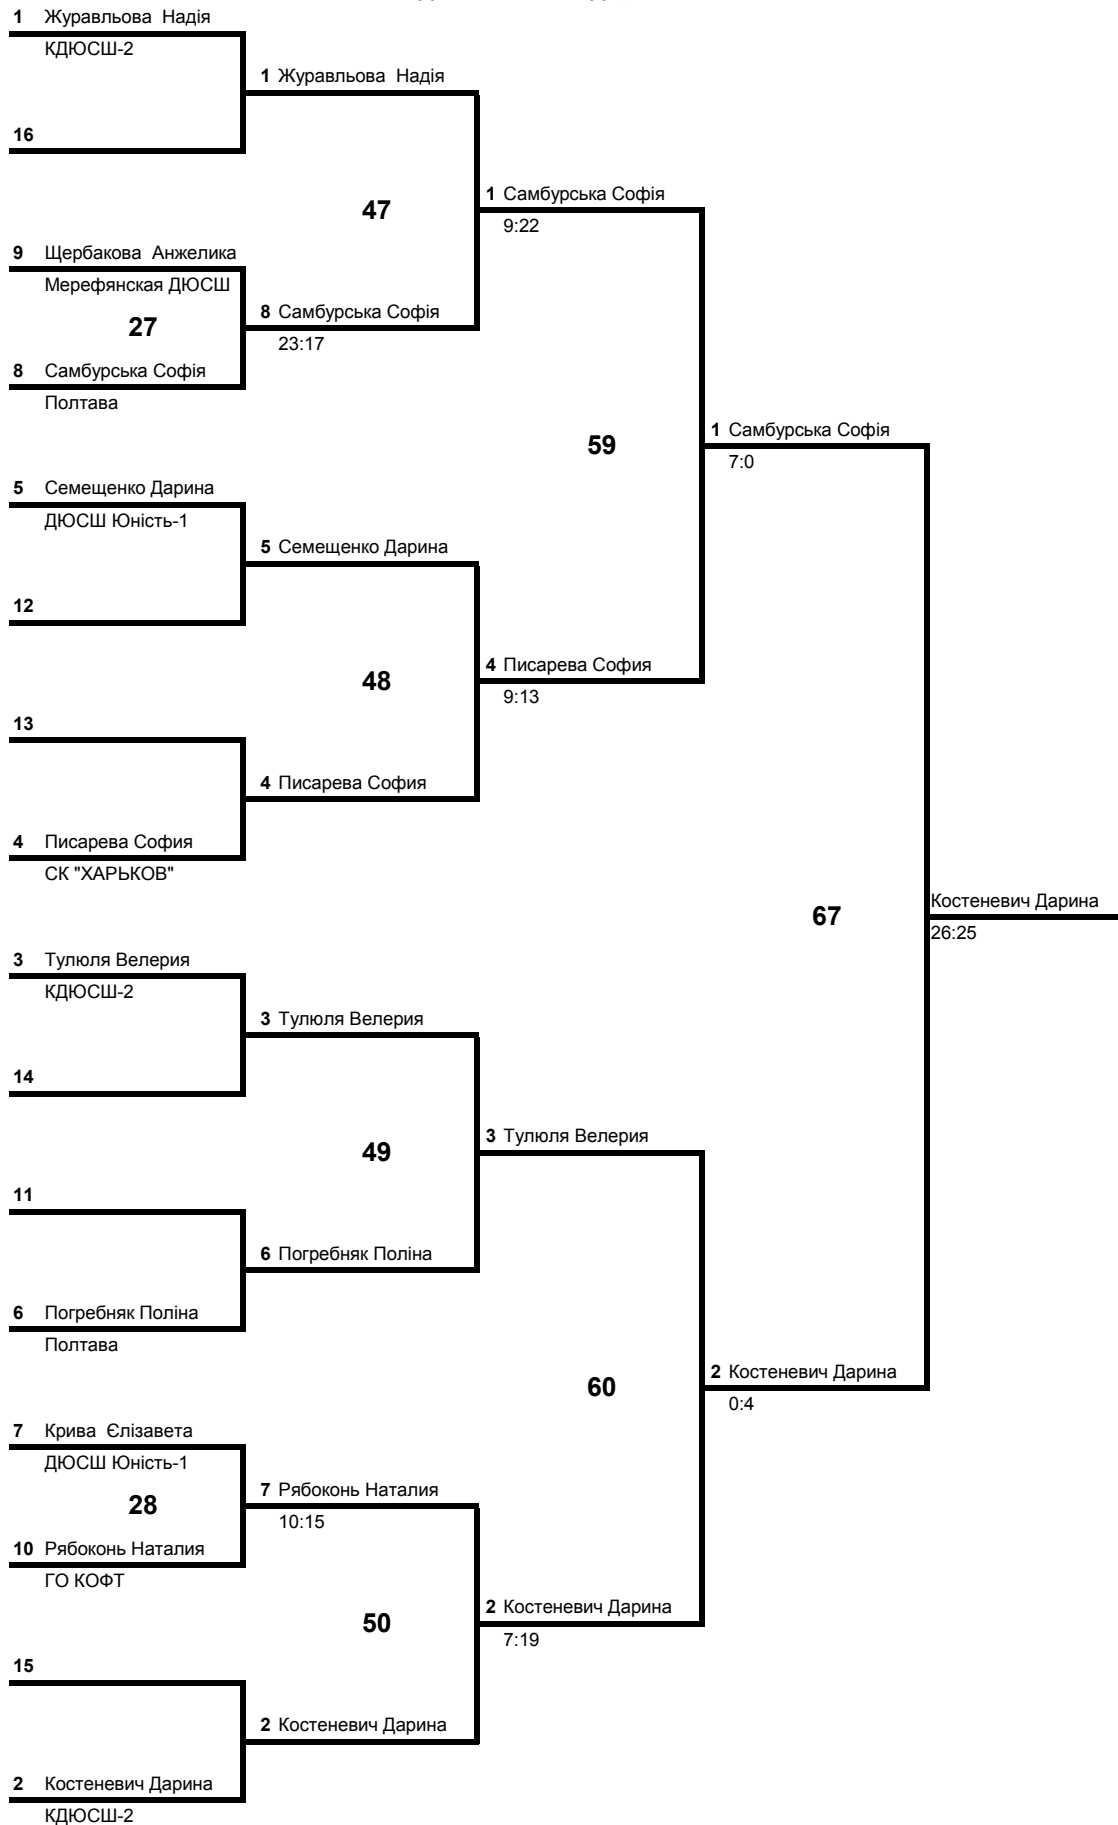 1 Журавльова Надія
КДЮСШ-2
1 Журавльова Надія
16
47
1 Самбурська Софія
9:22
9 Щербакова Анжелика
Мерефянская ДЮСШ
27
8 Самбурська Софія
23:17
8 Самбурська Софія
Полтава
59
1 Самбурська Софія
7:0
5 Семещенко Дарина
ДЮСШ Юність-1
5 Семещенко Дарина
12
48
4 Писарева София
9:13
13
4 Писарева София
4 Писарева София
СК "ХАРЬКОВ"
67
Костеневич Дарина
26:25
3 Тулюля Велерия
КДЮСШ-2
3 Тулюля Велерия
14
49
3 Тулюля Велерия
11
6 Погребняк Поліна
6 Погребняк Поліна
Полтава
60
2 Костеневич Дарина
0:4
7 Крива Єлізавета
ДЮСШ Юність-1
28
7 Рябоконь Наталия
10:15
10 Рябоконь Наталия
ГО КОФТ
50
2 Костеневич Дарина
7:19
15
2 Костеневич Дарина
2 Костеневич Дарина
КДЮСШ-2